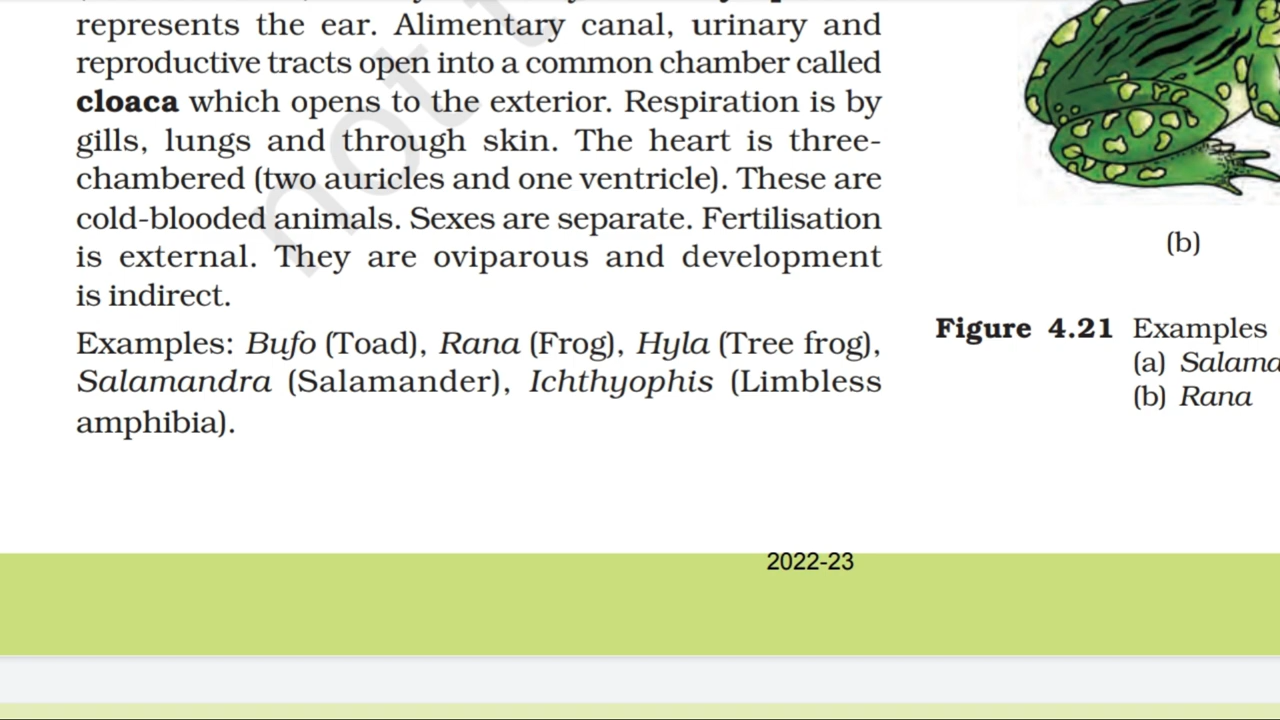 represents the ear. Alimentary canal, urinary and
reproductive tracts open into a common chamber called
cloaca which opens to the exterior. Respiration is by
gills, lungs and through skin. The heart is three-
chambered (two auricles and one ventricle). These are
cold-blooded animals. Sexes are separate. Fertilisation
is external. They are oviparous and development
is indirect.
Examples: Bufo (Toad), Rana (Frog), Hyla (Tree frog),
Salamandra (Salamander), Ichthyophis (Limbless
amphibia).
not
(b)
Figure 4.21 Examples
(a) Salama
(b) Rana
2022-23